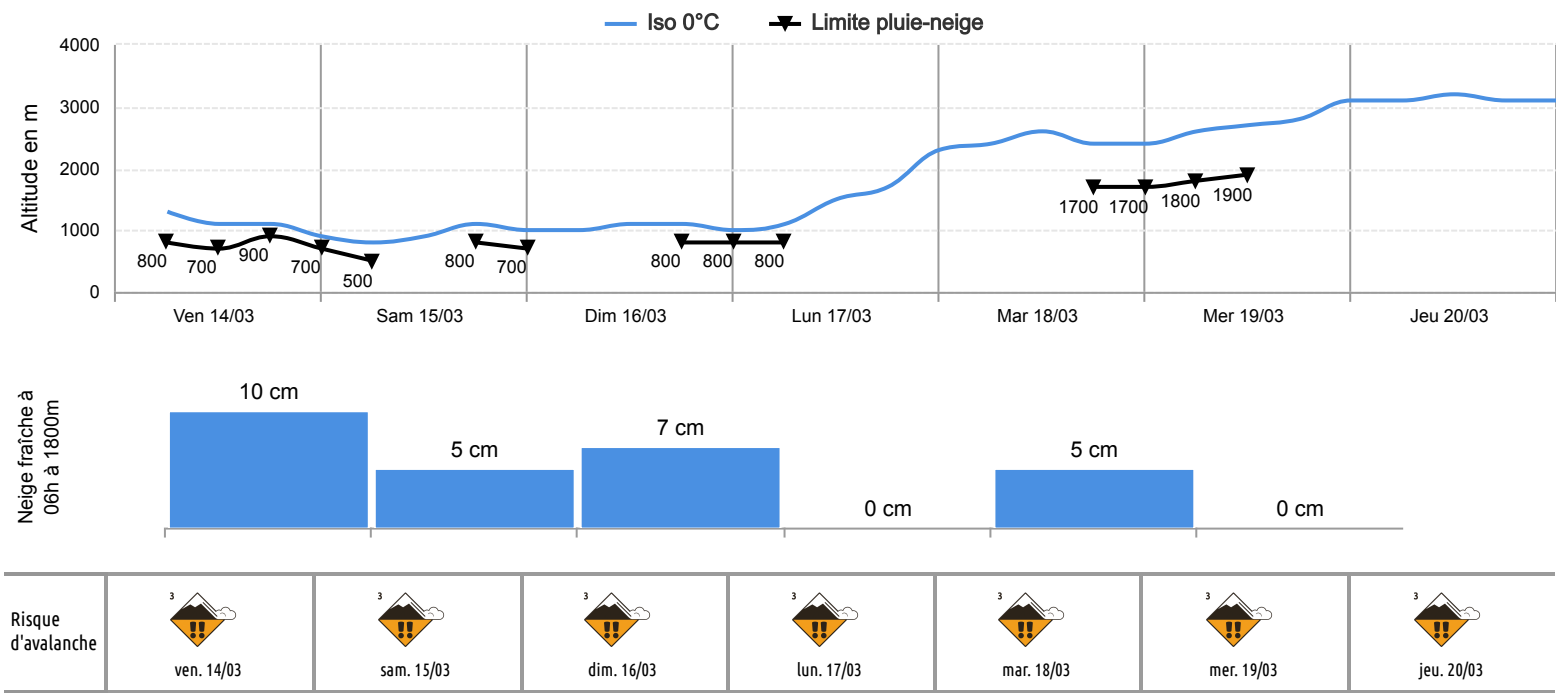 Iso 0°C Limite pluie-neige
4000
3000
2000
1000
0
Altitude en m
800 700 900 700 500 800 700 800 800 800 1700 1700 1800 1900
Ven 14/03 Sam 15/03 Dim 16/03 Lun 17/03 Mar 18/03 Mer 19/03 Jeu 20/03
Neige fraîche à
06h à 1800m
10 cm 5 cm 7 cm 0 cm 5 cm 0 cm
Risque
d'avalanche
3 3 3 3 3 3 3
!! !! !! !! !! !! !!
ven. 14/03 sam. 15/03 dim. 16/03 lun. 17/03 mar. 18/03 mer. 19/03 jeu. 20/03